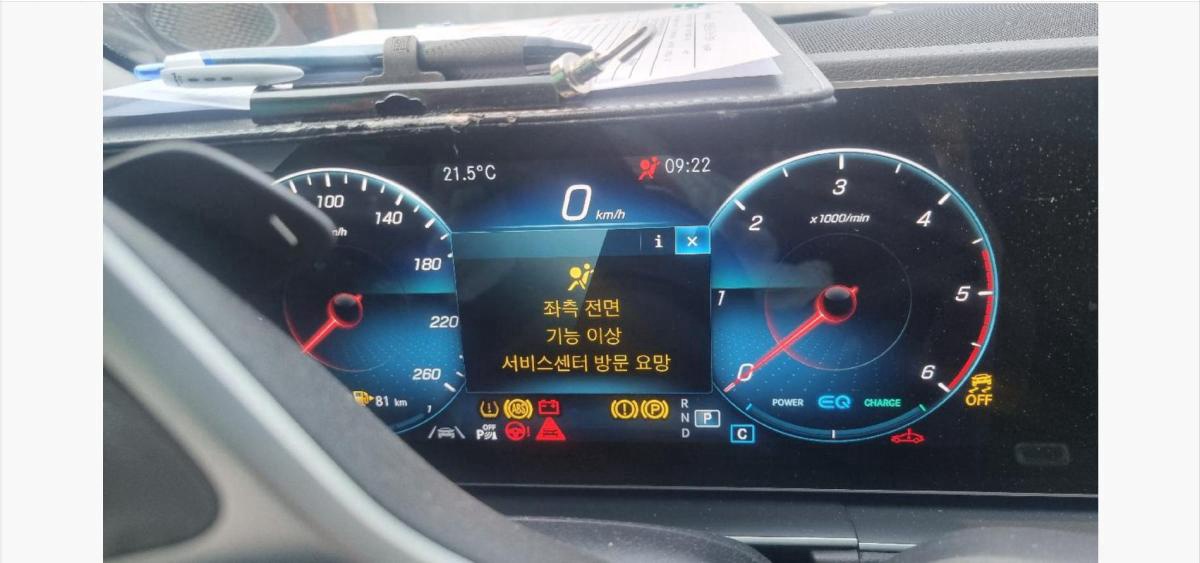 21.5°C
09:22
0 km/h
i ×
좌측 전면
기능 이상
서비스센터 방문 요망
100
140
180
220
260
81 km
ABS
P
OFF
P
R
N
D
P
C
x1000/min
0
1
2
3
4
5
6
POWER EQ CHARGE
OFF